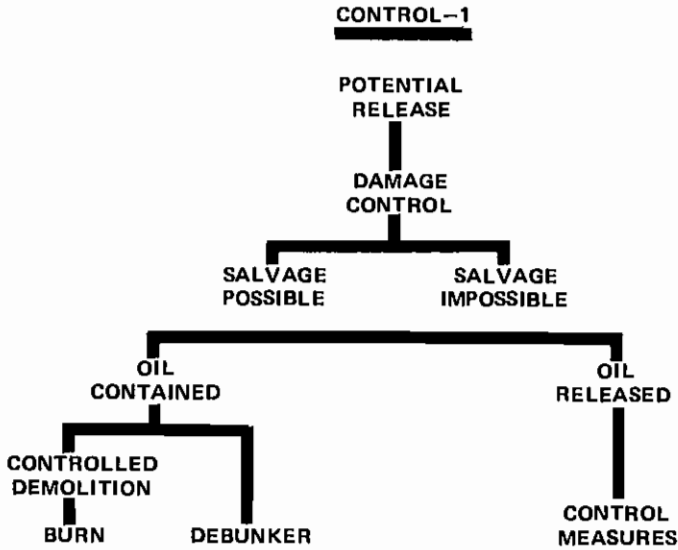 CONTROL-1
POTENTIAL
RELEASE
DAMAGE
CONTROL
SALVAGE
POSSIBLE
SALVAGE
IMPOSSIBLE
OIL
CONTAINED
OIL
RELEASED
CONTROLLED
DEMOLITION
BURN
DEBUNKER
CONTROL
MEASURES